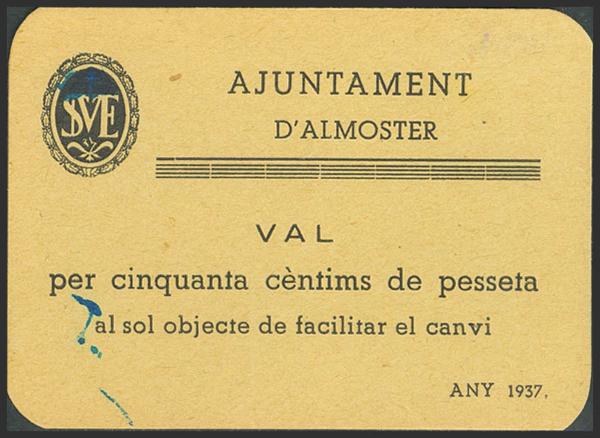 SVE
AJUNTAMENT
D'ALMOSTER
VAL
per cinquanta cèntims de pesseta
al sol objecte de facilitar el canvi
ANY 1937.